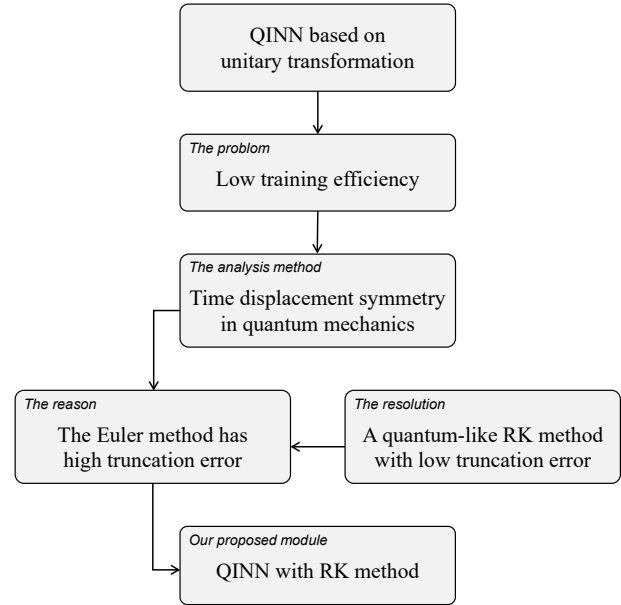 QINN based on
unitary transformation
The problom
Low training efficiency
The analysis method
Time displacement symmetry
in quantum mechanics
The reason
The Euler method has
high truncation error
The resolution
A quantum-like RK method
with low truncation error
Our proposed module
QINN with RK method